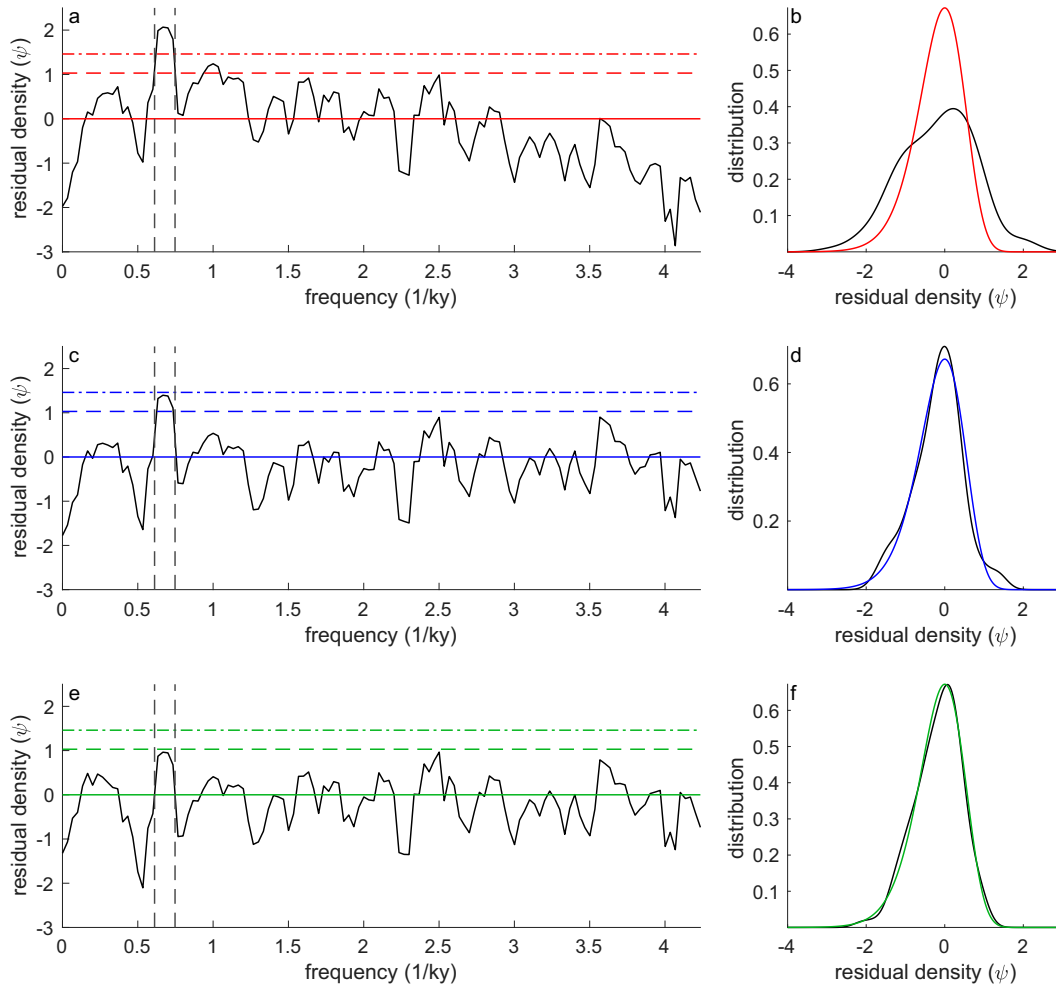 a
residual density (ψ)
2
1
0
-1
-2
-3
0 0.5 1 1.5 2 2.5 3 3.5 4
frequency (1/ky)
b
distribution
0.6
0.5
0.4
0.3
0.2
0.1
-4 -2 0 2
residual density (ψ)
c
residual density (ψ)
2
1
0
-1
-2
-3
0 0.5 1 1.5 2 2.5 3 3.5 4
frequency (1/ky)
d
distribution
0.6
0.4
0.2
-4 -2 0 2
residual density (ψ)
e
residual density (ψ)
2
1
0
-1
-2
-3
0 0.5 1 1.5 2 2.5 3 3.5 4
frequency (1/ky)
f
distribution
0.6
0.5
0.4
0.3
0.2
0.1
-4 -2 0 2
residual density (ψ)